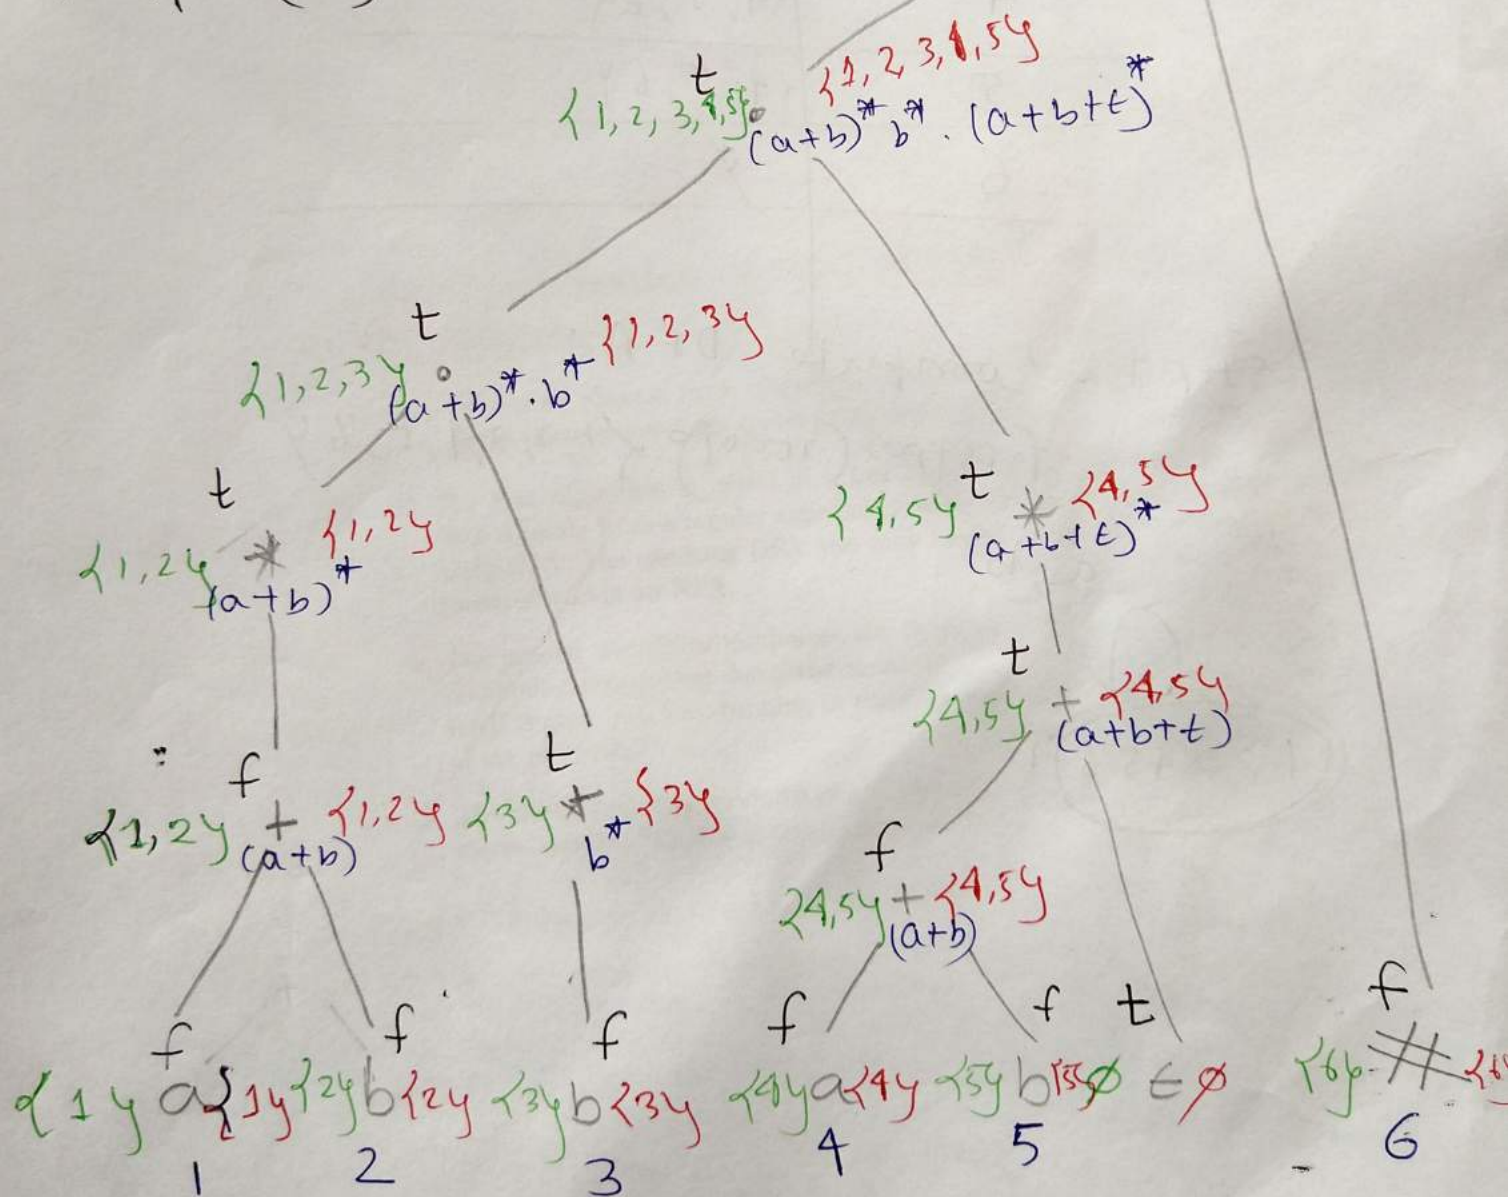 t {1, 2, 3, 4, 5}
{1, 2, 3, 4, 5} . (a+b)* b* . (a+b+ε)*
t
{1, 2, 3} . (a+b)* . b* {1, 2, 3}
t t
{1, 2} * {1, 2} {4, 5} * {4, 5}
(a+b)* (a+b+ε)*
t
{4, 5} + {4, 5}
(a+b+ε)
f t
{1, 2} + {1, 2} {3} * {3}
(a+b) b*
f
{4, 5} + {4, 5}
(a+b)
f f f f f t f
{1} a {1} {2} b {2} {3} b {3} {4} a {4} {5} b {5} ∅ ε ∅ {6} #
1 2 3 4 5 6